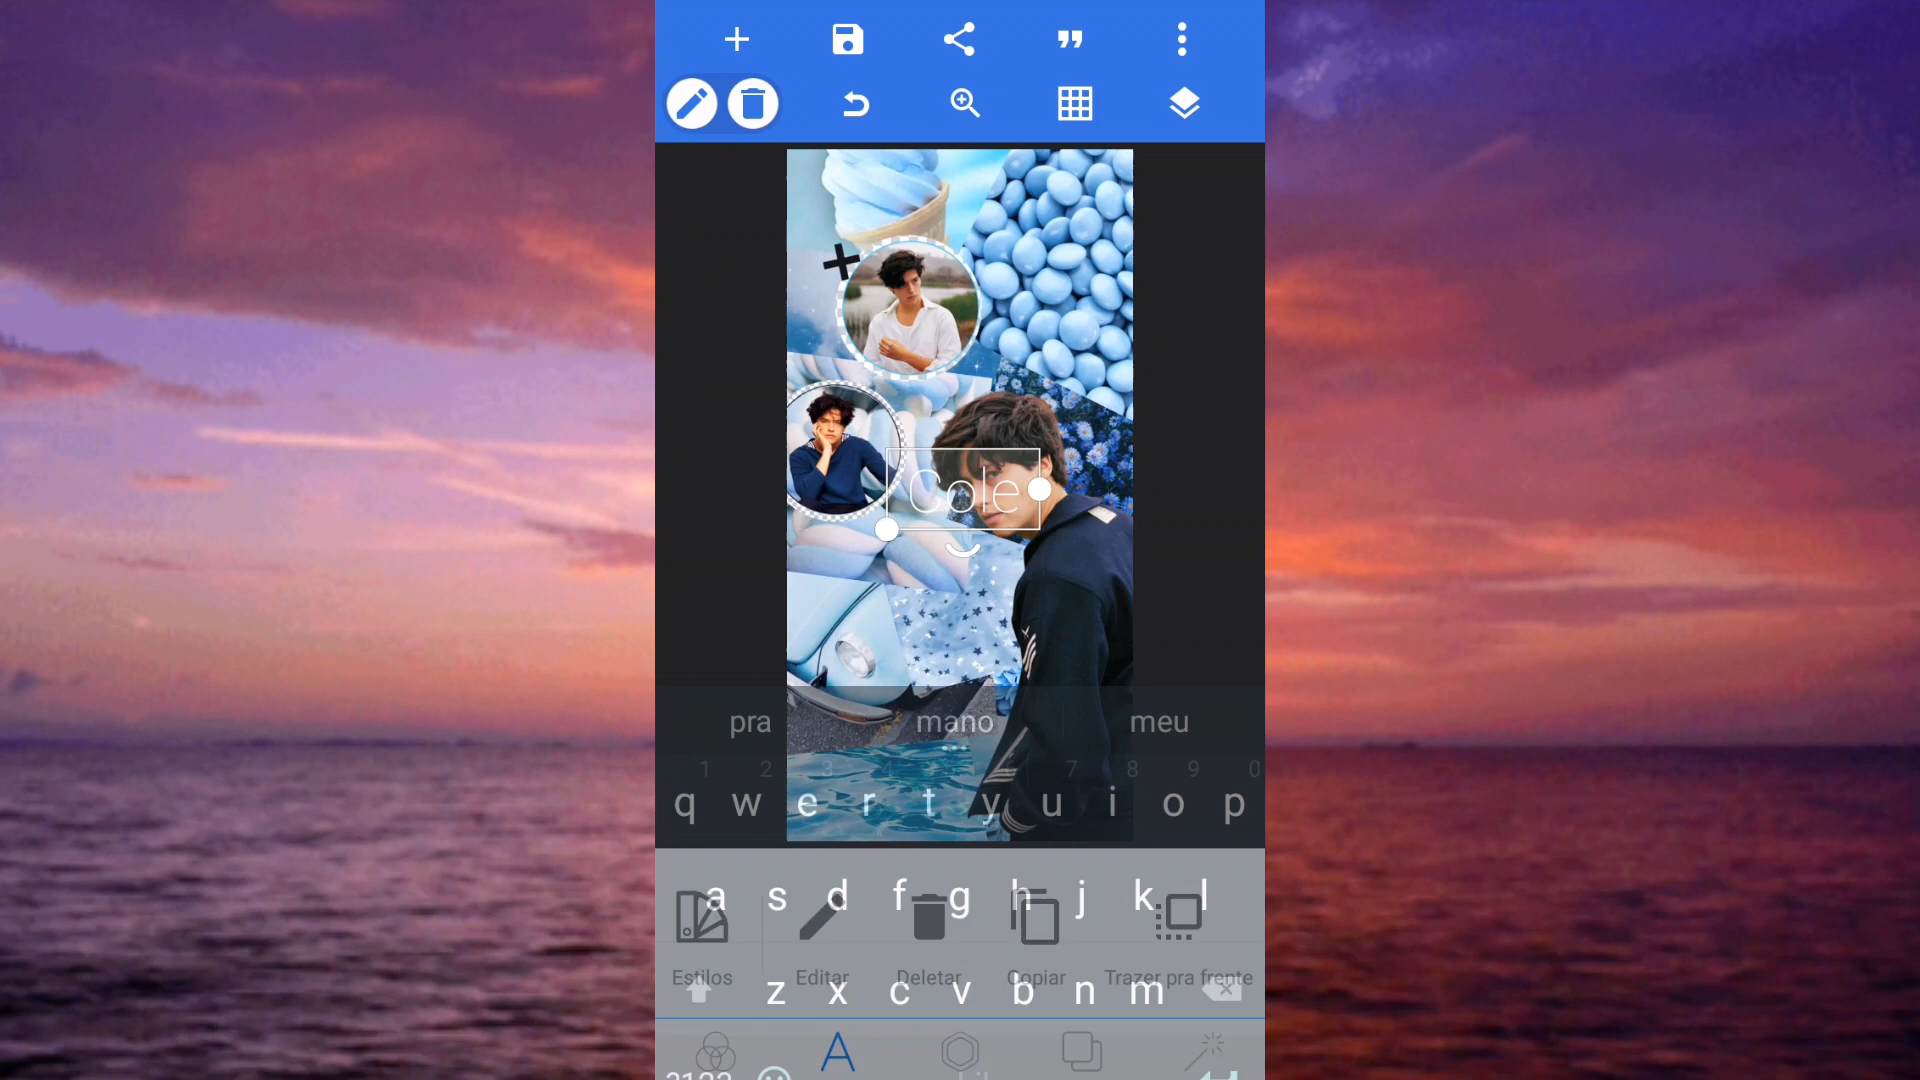 Cole
pra mano meu
1 2 3 7 8 9 0
q w e r t y u i o p
a s d f g h j k l
Estilos Editar Deletar Copiar Trazer pra frente
z x c v b n m
A